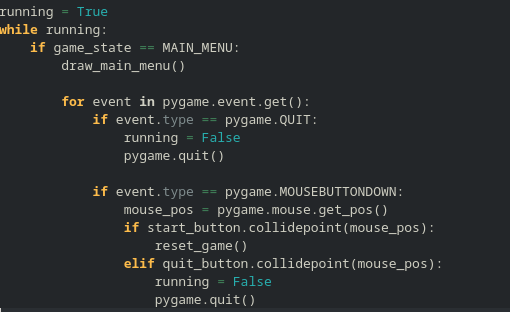 running = True
while running:
    if game_state == MAIN_MENU:
        draw_main_menu()

        for event in pygame.event.get():
            if event.type == pygame.QUIT:
                running = False
                pygame.quit()

            if event.type == pygame.MOUSEBUTTONDOWN:
                mouse_pos = pygame.mouse.get_pos()
                if start_button.collidepoint(mouse_pos):
                    reset_game()
                elif quit_button.collidepoint(mouse_pos):
                    running = False
                    pygame.quit()